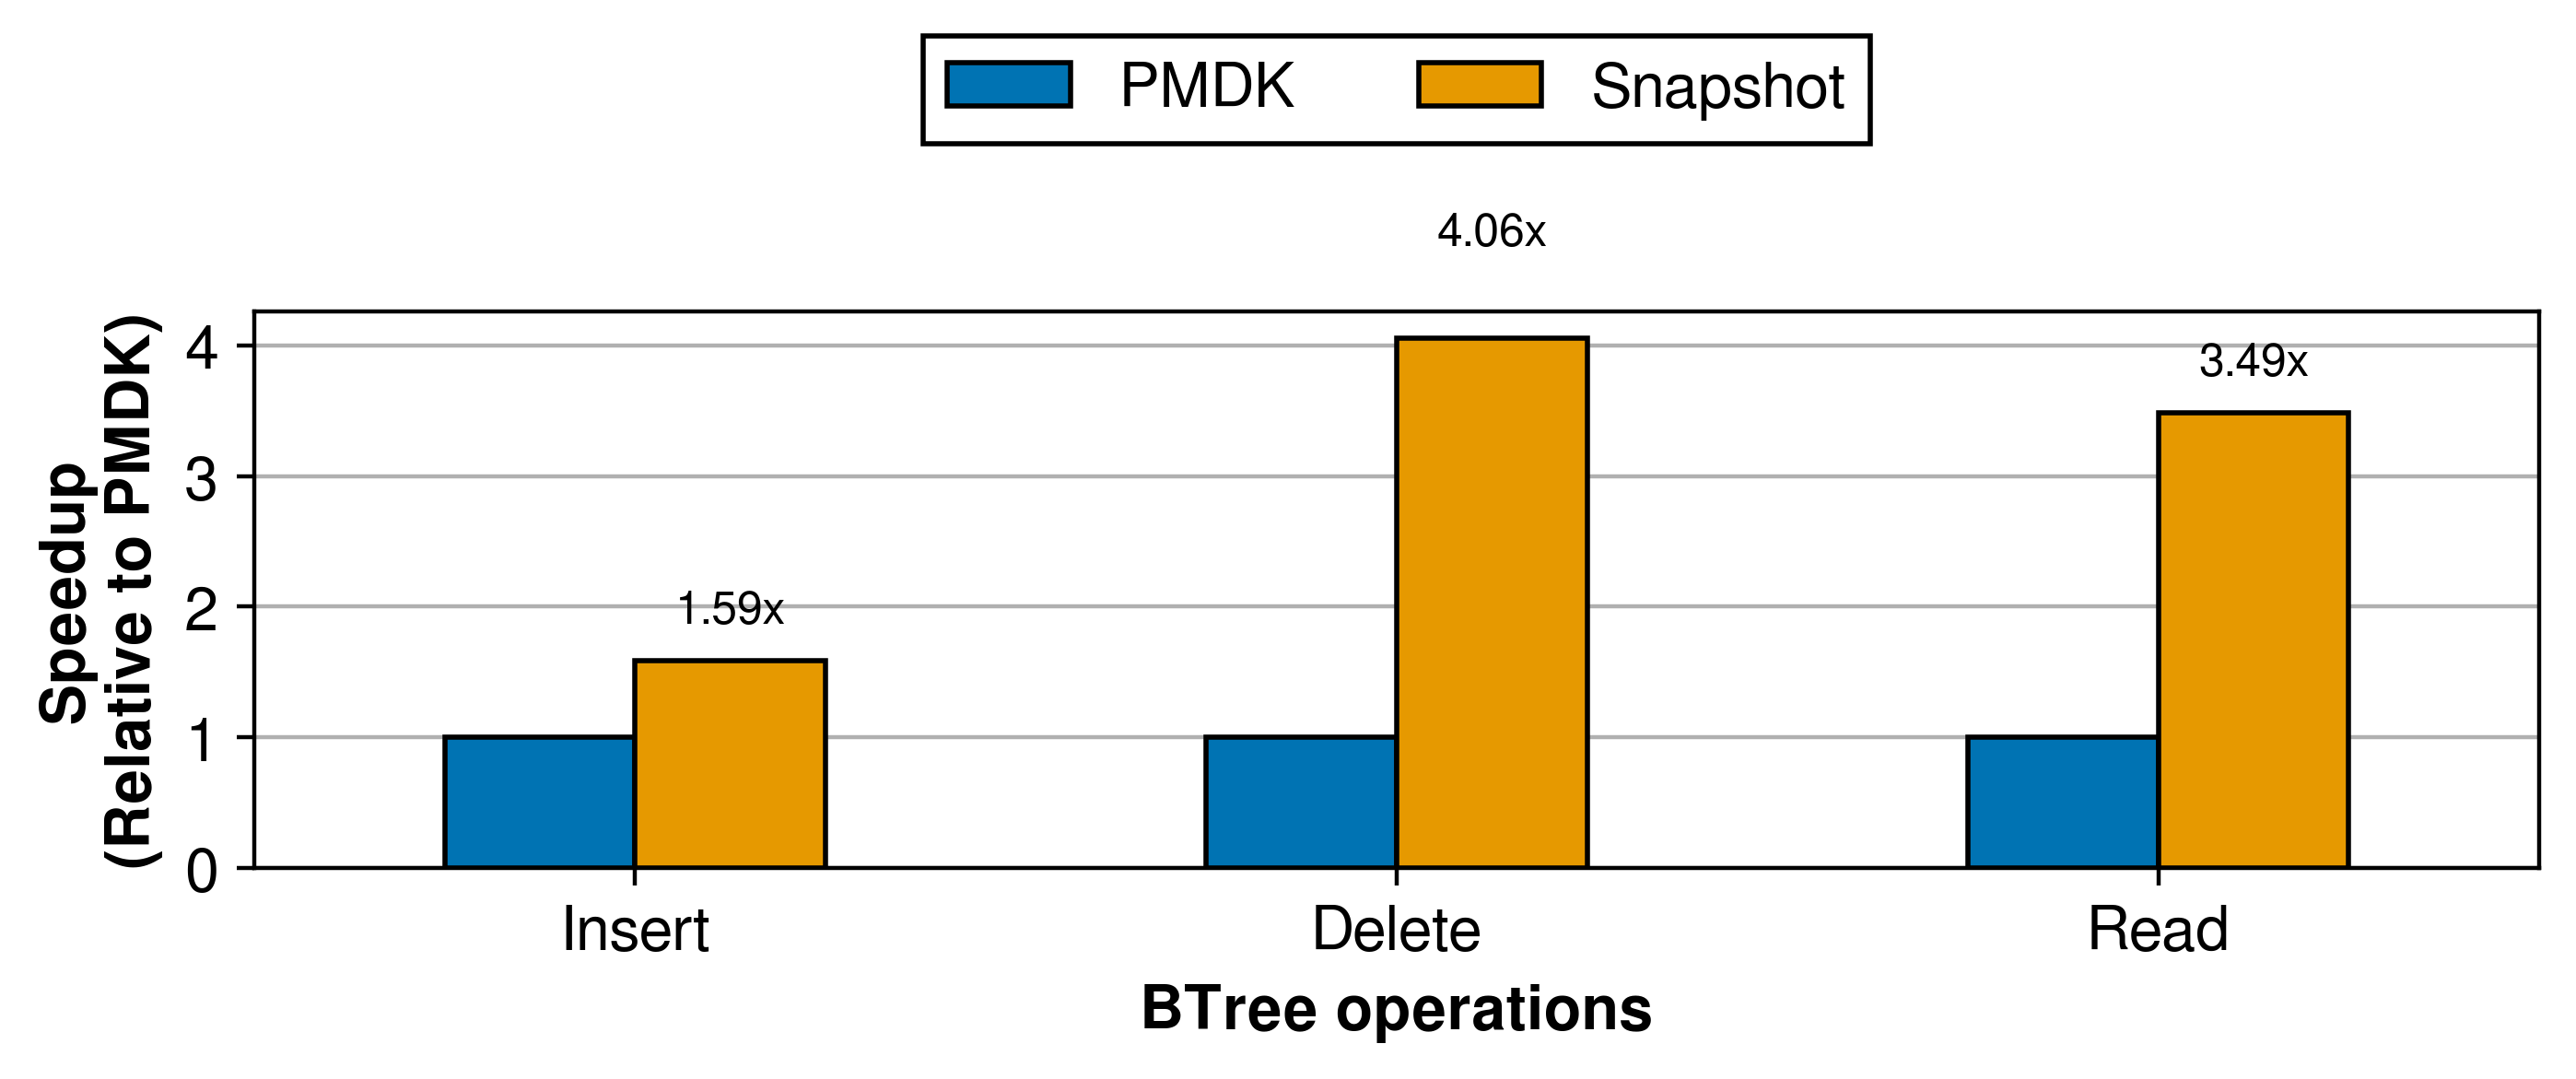 PMDK Snapshot
4.06x
3.49x
1.59x
Speedup
(Relative to PMDK)
4
3
2
1
0
Insert Delete Read
BTree operations